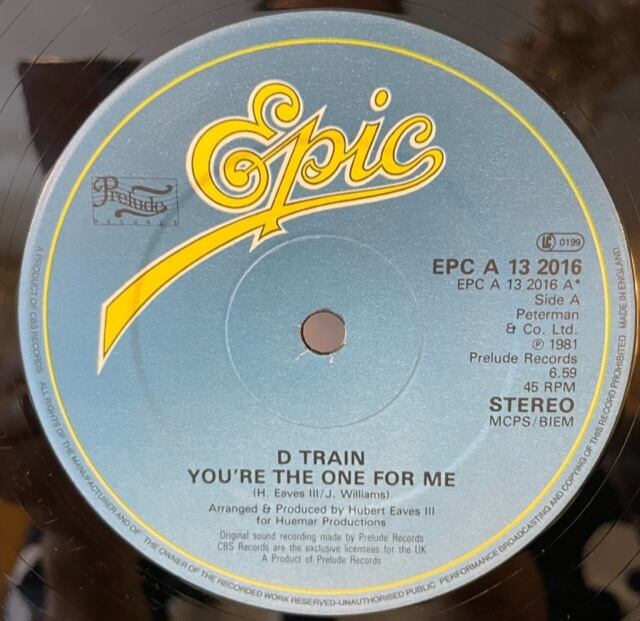 Epic
Prelude
RECORDS
LC 0199
EPC A 13 2016
EPC A 13 2016 A*
Side A
Peterman
& Co. Ltd.
℗ 1981
Prelude Records
6.59
45 RPM
STEREO
MCPS/BIEM
D TRAIN
YOU'RE THE ONE FOR ME
(H. Eaves III/J. Williams)
Arranged & Produced by Hubert Eaves III
for Huemar Productions
Original sound recording made by Prelude Records
CBS Records are the exclusive licensees for the UK
A Product of Prelude Records
A PRODUCT OF CBS RECORDS ALL RIGHTS OF THE MANUFACTURER AND OF THE OWNER OF THE RECORDED WORK RESERVED-UNAUTHORISED PUBLIC PERFORMANCE BROADCASTING AND COPYING OF THIS RECORD PROHIBITED MADE IN ENGLAND